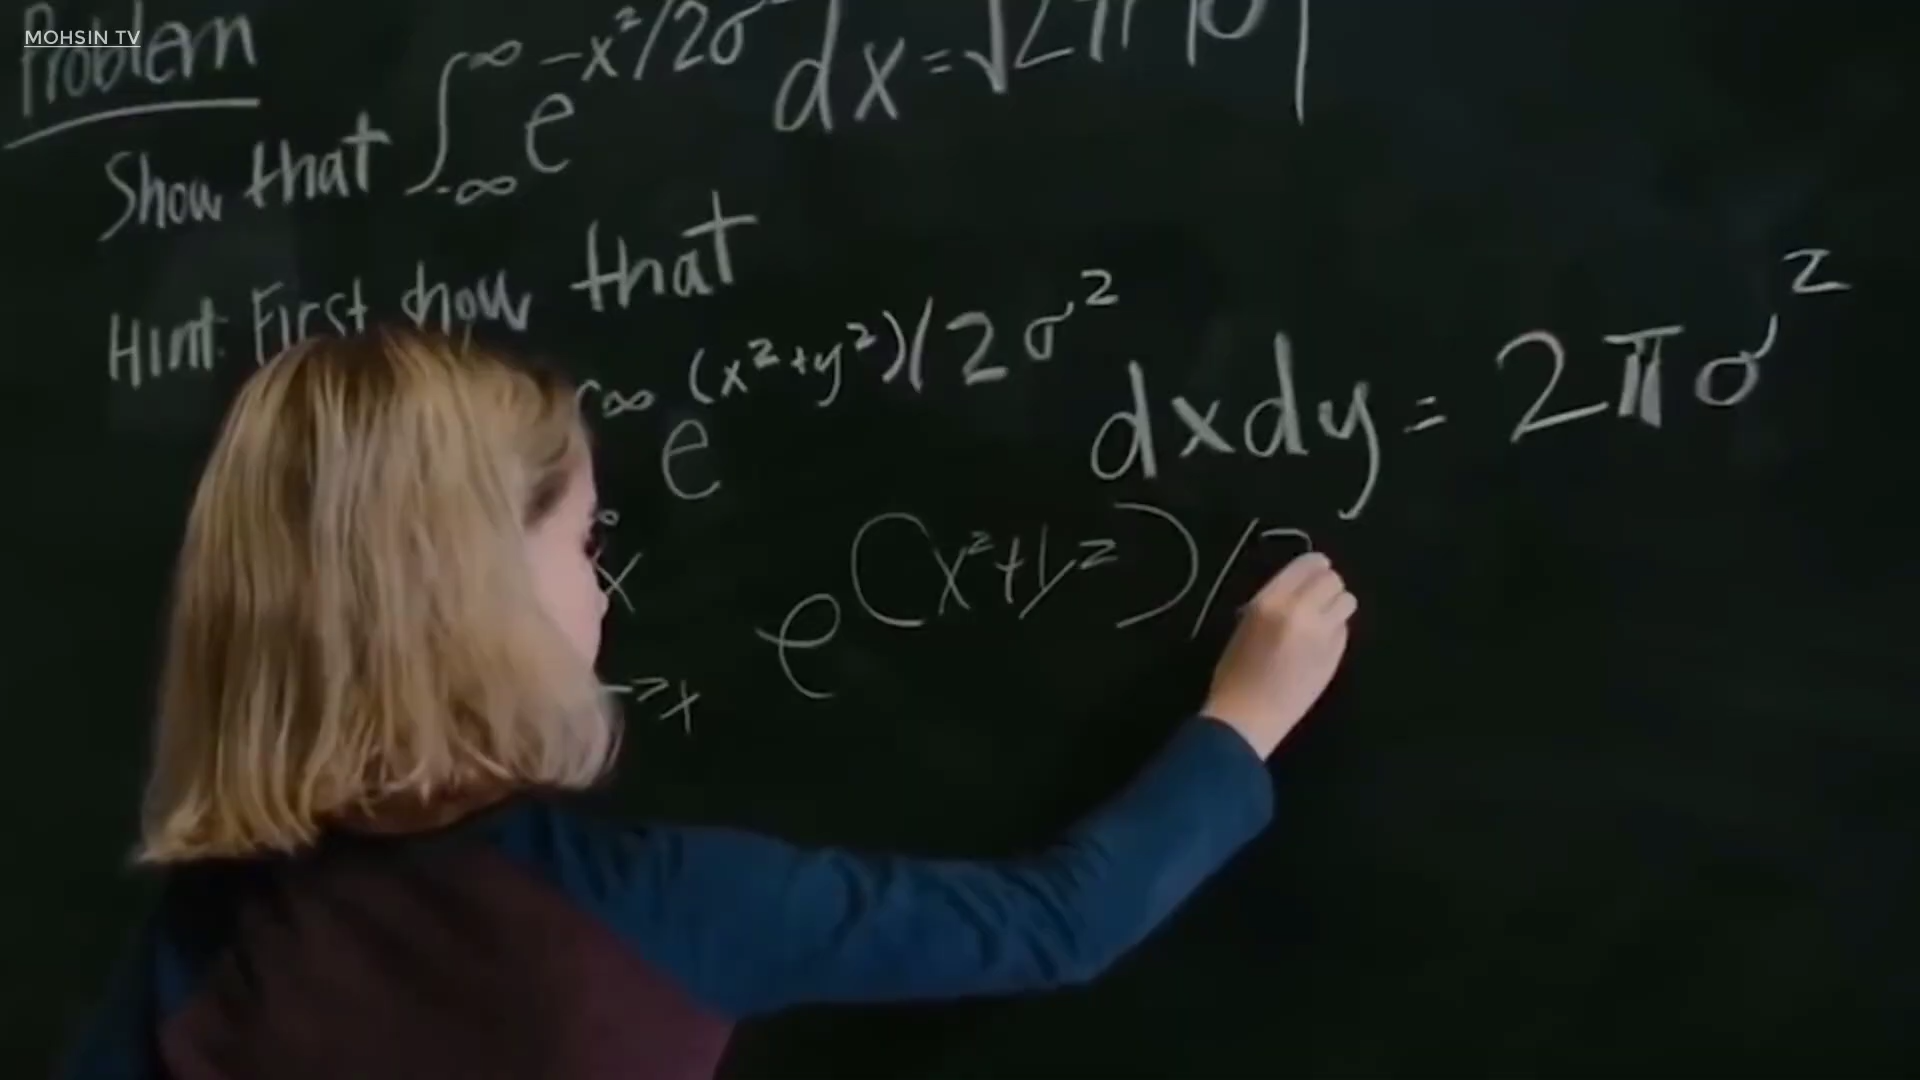 MOHSIN TV
Problem
Show that ∫_{-∞}^{∞} e^{-x²/2σ²} dx = √2π |σ|
Hint: First show that
∞ e^{(x²+y²)/2σ²} dxdy = 2πσ²
x e^{(x²+y²)/2
→x